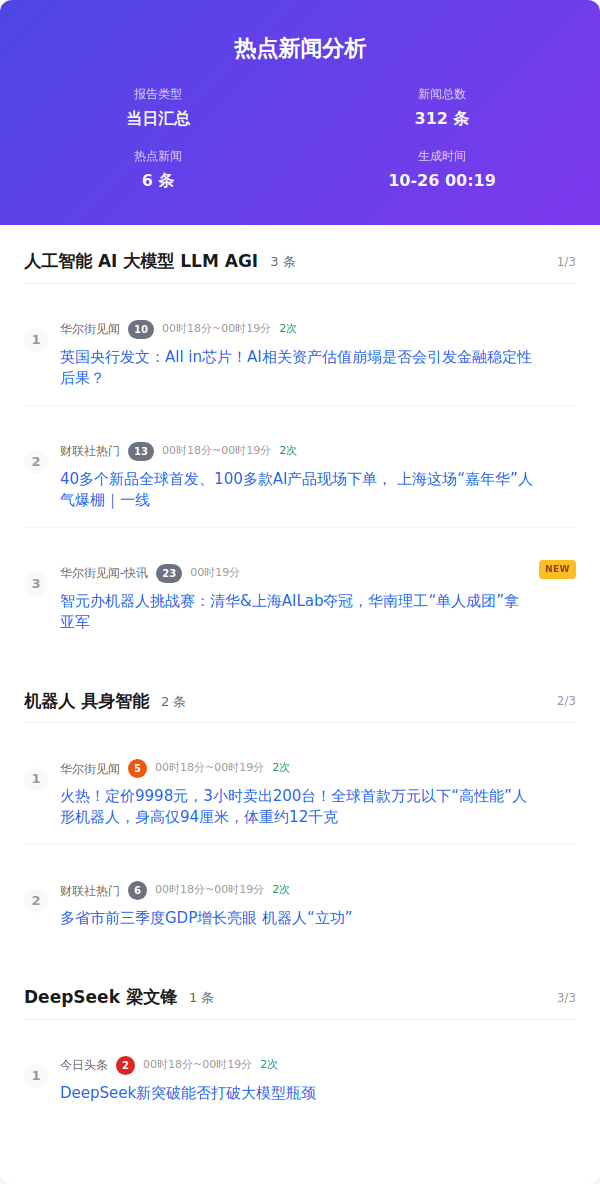 热点新闻分析
报告类型
当日汇总
新闻总数
312 条
热点新闻
6 条
生成时间
10-26 00:19
人工智能 AI 大模型 LLM AGI 3 条 1/3
1
华尔街见闻 10 00时18分~00时19分 2次
英国央行发文：All in芯片！AI相关资产估值崩塌是否会引发金融稳定性
后果？
2
财联社热门 13 00时18分~00时19分 2次
40多个新品全球首发、100多款AI产品现场下单， 上海这场“嘉年华”人
气爆棚｜一线
3
华尔街见闻-快讯 23 00时19分 NEW
智元办机器人挑战赛：清华&上海AILab夺冠，华南理工“单人成团”拿
亚军
机器人 具身智能 2 条 2/3
1
华尔街见闻 5 00时18分~00时19分 2次
火热！定价9998元，3小时卖出200台！全球首款万元以下“高性能”人
形机器人，身高仅94厘米，体重约12千克
2
财联社热门 6 00时18分~00时19分 2次
多省市前三季度GDP增长亮眼 机器人“立功”
DeepSeek 梁文锋 1 条 3/3
1
今日头条 2 00时18分~00时19分 2次
DeepSeek新突破能否打破大模型瓶颈